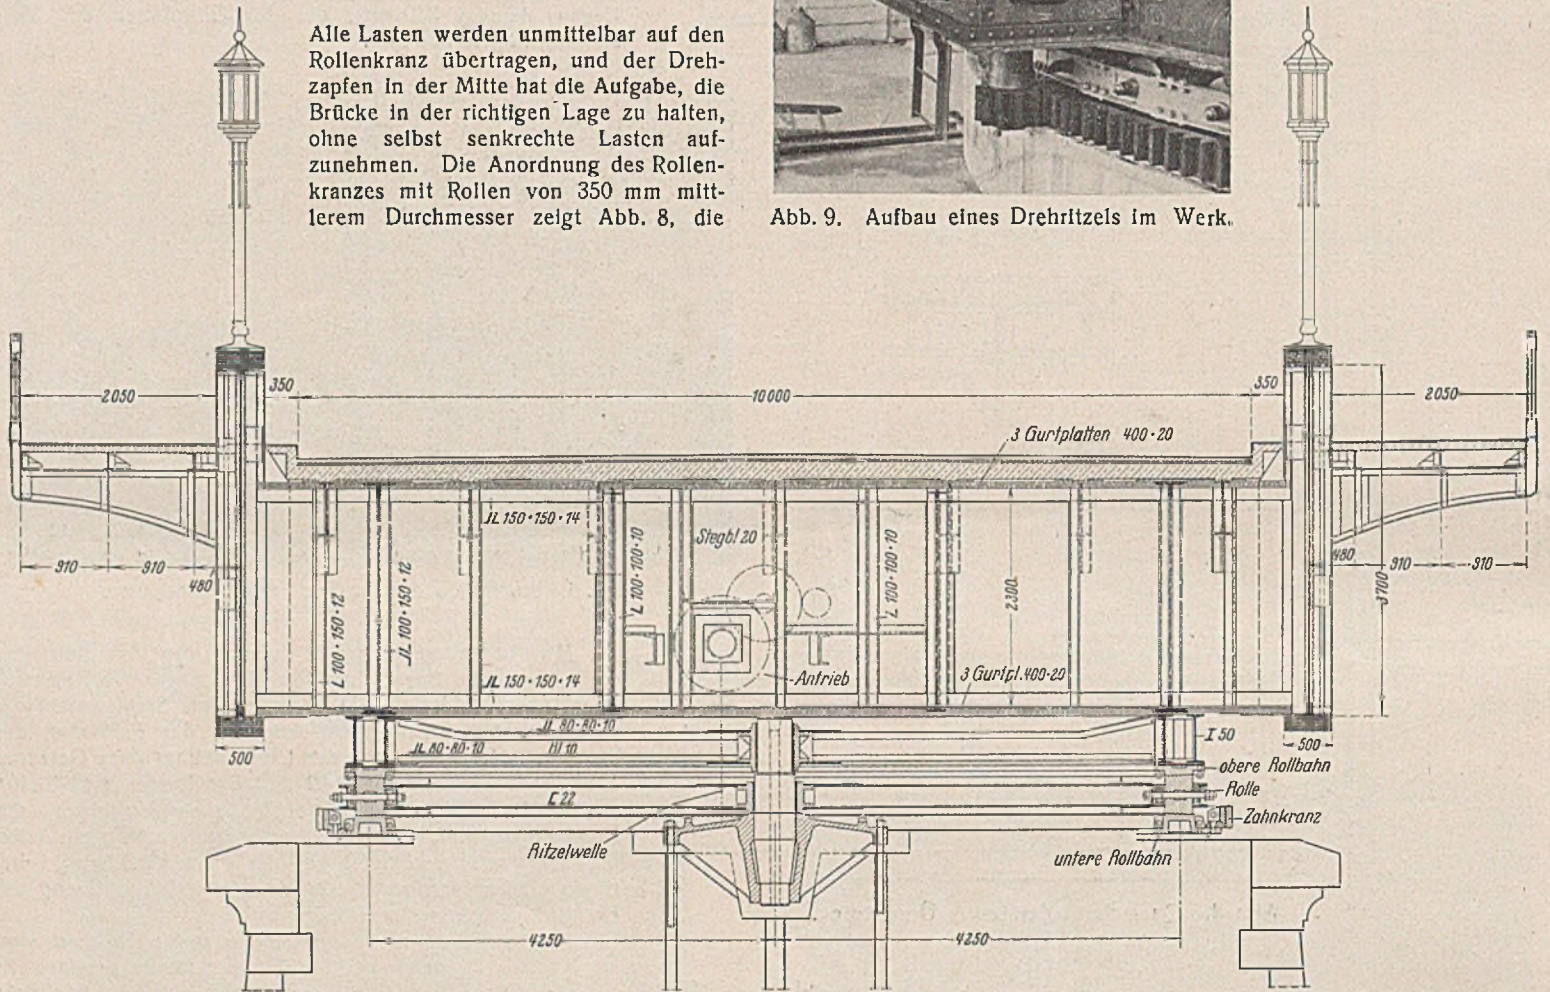 Alle Lasten werden unmittelbar auf den
Rollenkranz übertragen, und der Dreh-
zapfen in der Mitte hat die Aufgabe, die
Brücke in der richtigen Lage zu halten,
ohne selbst senkrechte Lasten auf-
zunehmen. Die Anordnung des Rollen-
kranzes mit Rollen von 350 mm mitt-
lerem Durchmesser zeigt Abb. 8, die
Abb. 9. Aufbau eines Drehritzels im Werk.
2050
350
10000
350
2050
3 Gurtplatten 400·20
JL 150·150·14
Stegbl 20
L 100·100·10
L 100·100·10
910
910
480
480
910
910
3700
2300
L 100·150·12
JL 100·150·12
JL 150·150·14
Antrieb
3 Gurtpl. 400·20
500
JL 80·80·10
JL 80·80·10
I 50
500
obere Rollbahn
Rolle
C 22
Zahnkranz
Ritzelwelle
untere Rollbahn
4250
4250